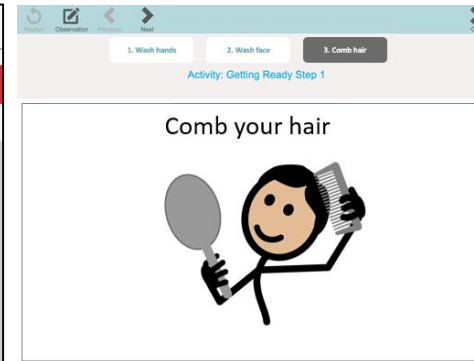 Restart Observation Previous Next
1. Wash hands 2. Wash face 3. Comb hair
Activity: Getting Ready Step 1
Comb your hair